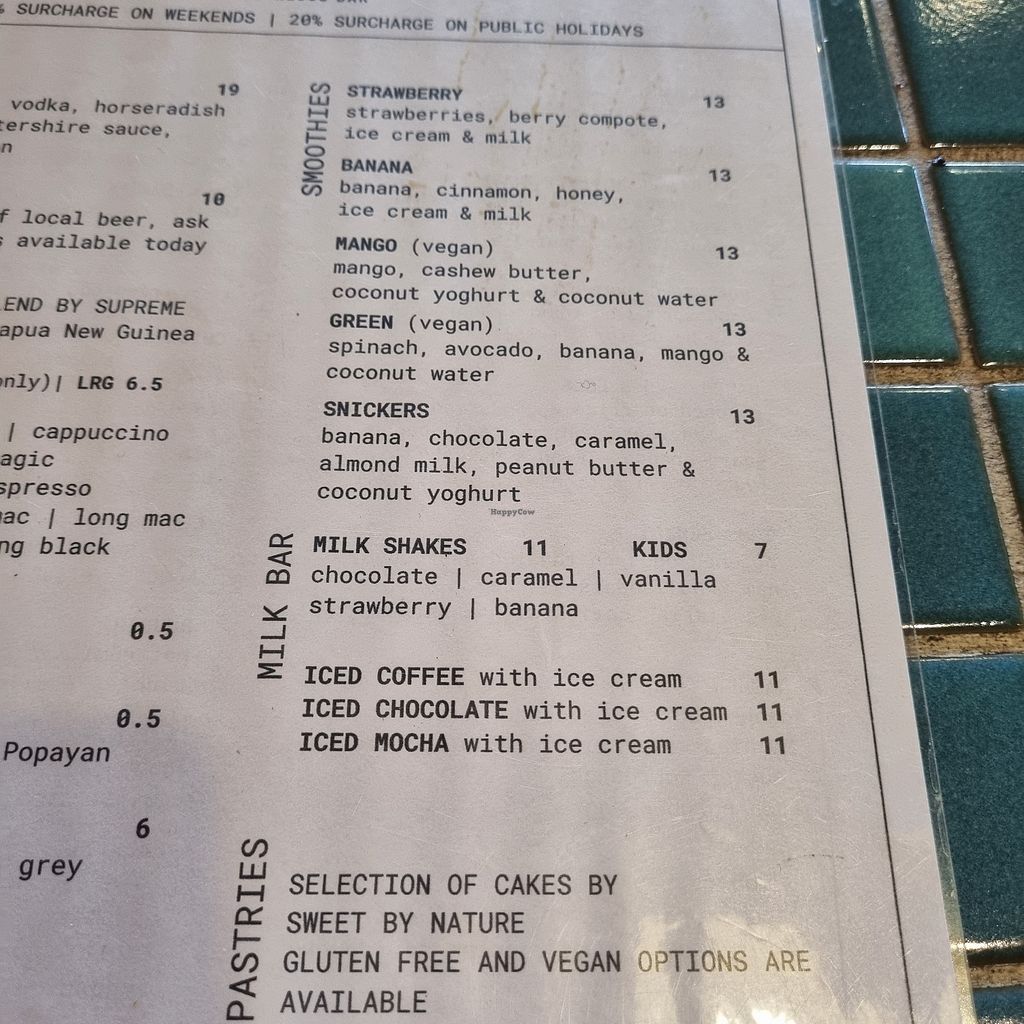 SURCHARGE ON WEEKENDS | 20% SURCHARGE ON PUBLIC HOLIDAYS
19
vodka, horseradish
tershire sauce,
10
local beer, ask
available today
END BY SUPREME
apua New Guinea
only)| LRG 6.5
| cappuccino
agic
spresso
ac | long mac
ng black
0.5
0.5
Popayan
6
grey
SMOOTHIES
STRAWBERRY 13
strawberries, berry compote,
ice cream & milk
BANANA 13
banana, cinnamon, honey,
ice cream & milk
MANGO (vegan) 13
mango, cashew butter,
coconut yoghurt & coconut water
GREEN (vegan) 13
spinach, avocado, banana, mango &
coconut water
SNICKERS 13
banana, chocolate, caramel,
almond milk, peanut butter &
coconut yoghurt
HappyCow
MILK BAR
MILK SHAKES 11 KIDS 7
chocolate | caramel | vanilla
strawberry | banana
ICED COFFEE with ice cream 11
ICED CHOCOLATE with ice cream 11
ICED MOCHA with ice cream 11
PASTRIES
SELECTION OF CAKES BY
SWEET BY NATURE
GLUTEN FREE AND VEGAN OPTIONS ARE
AVAILABLE